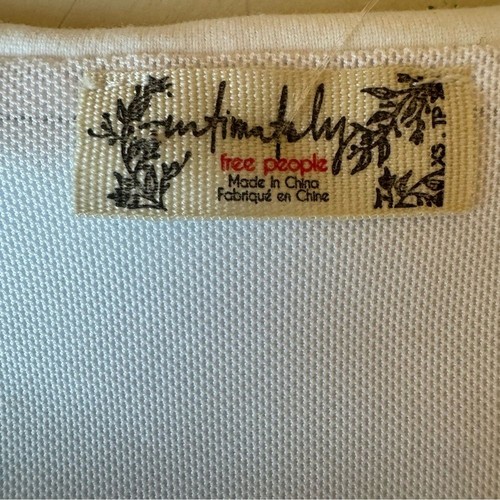 intimately
free people
Made in China
Fabriqué en Chine
XS . TP